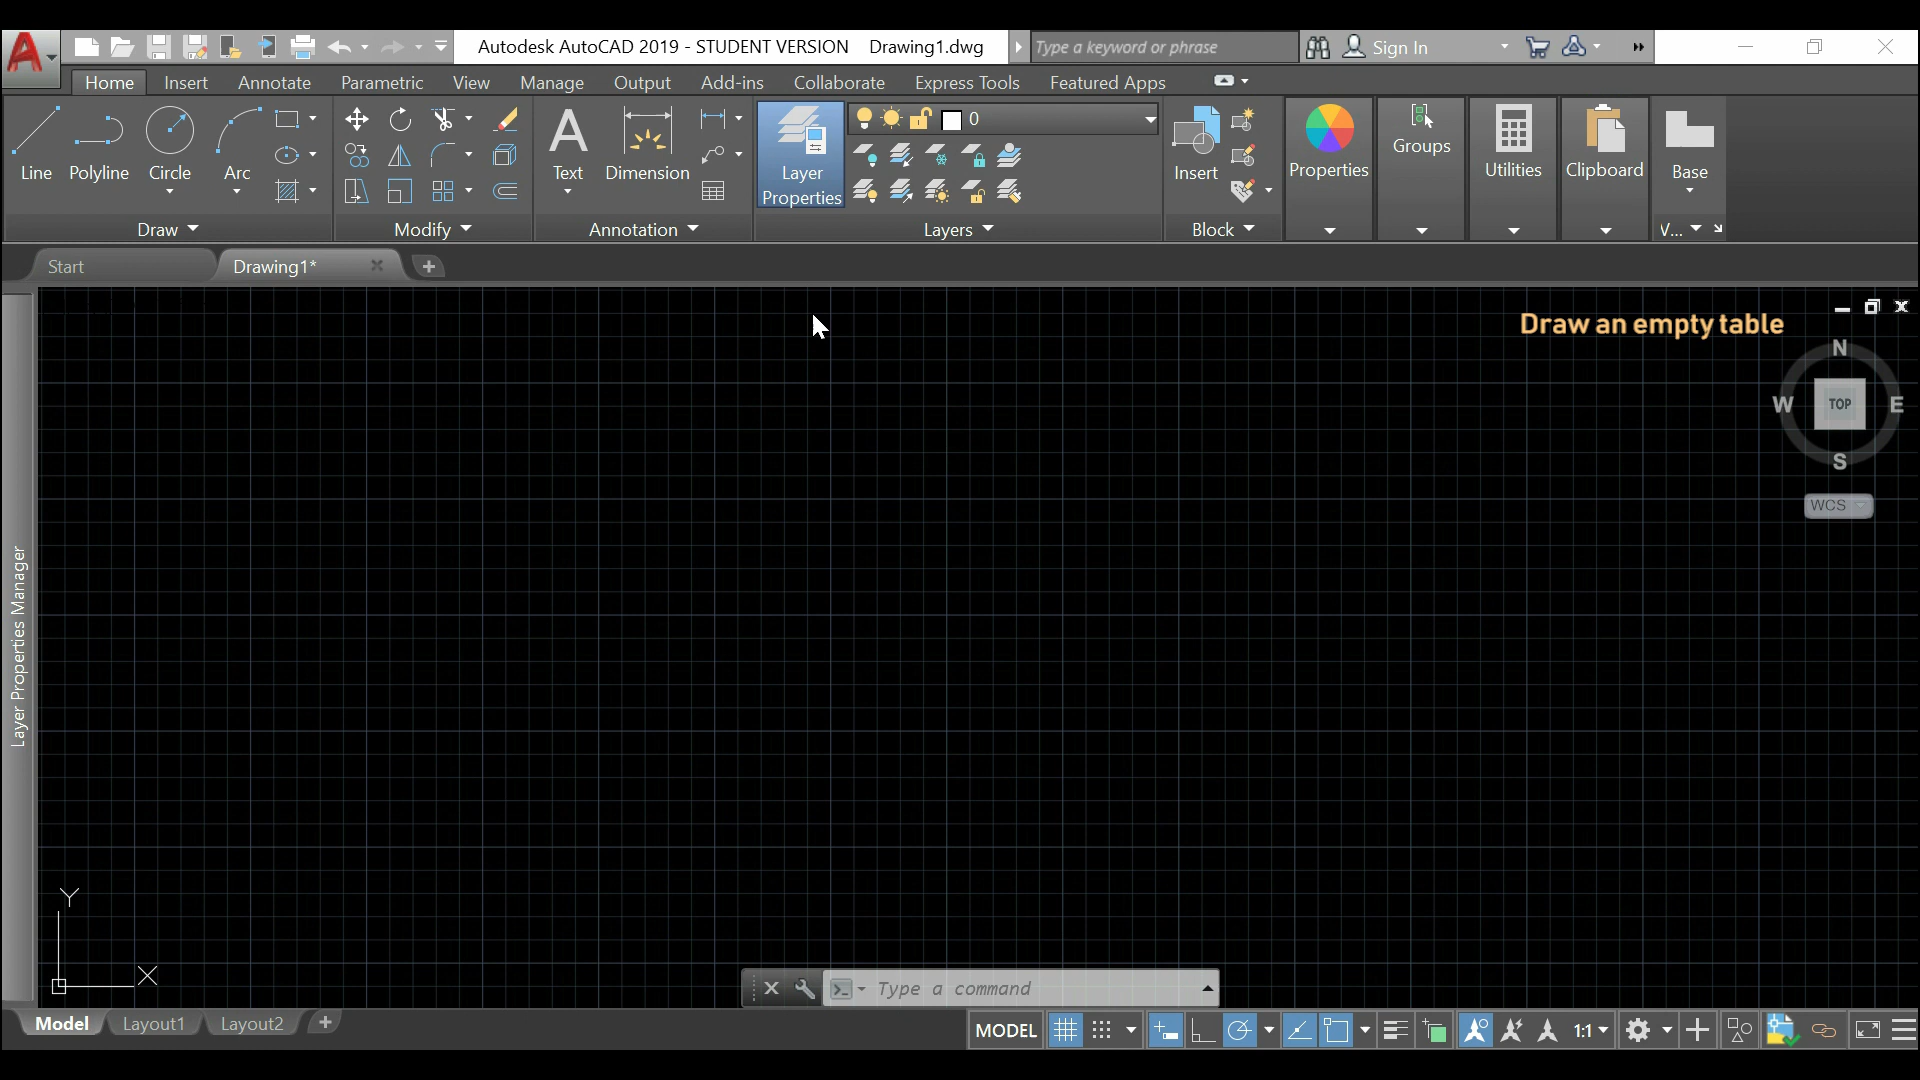 Autodesk AutoCAD 2019 - STUDENT VERSION Drawing1.dwg
Type a keyword or phrase
Sign In
Home Insert Annotate Parametric View Manage Output Add-ins Collaborate Express Tools Featured Apps
Line Polyline Circle Arc
Text Dimension
Layer
Properties
0
Insert
Properties
Groups
Utilities
Clipboard
Base
Draw Modify Annotation Layers Block V...
Start Drawing1*
Draw an empty table
N
W TOP E
S
WCS
Layer Properties Manager
Y
X
Type a command
Model Layout1 Layout2
MODEL 1:1